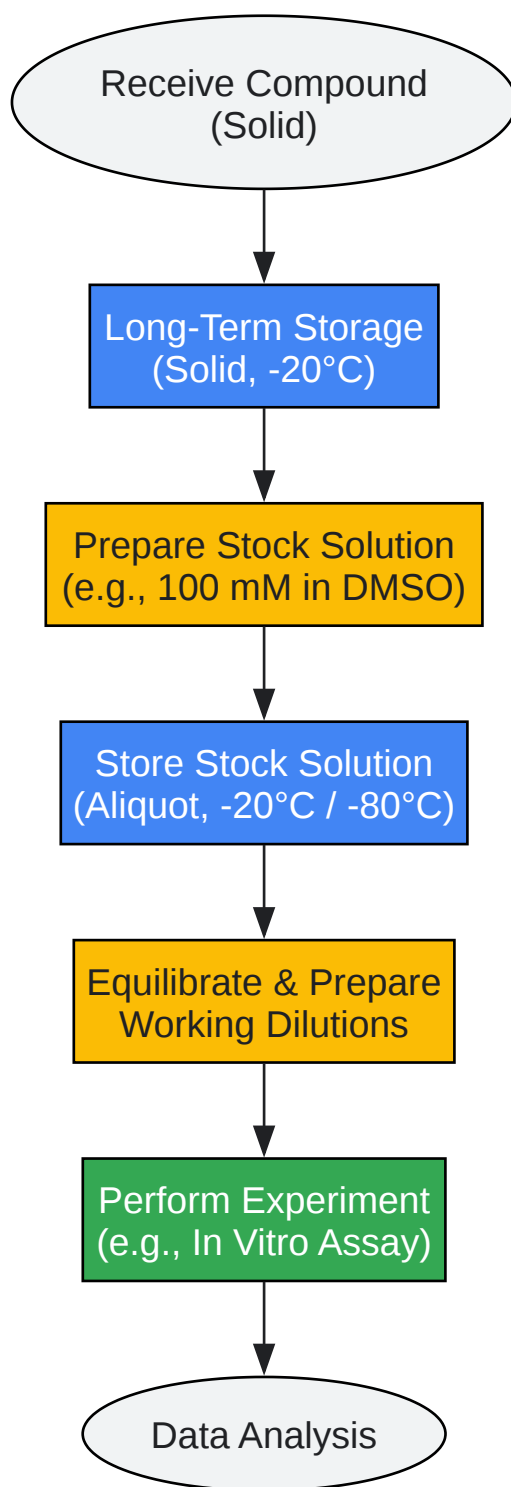 Receive Compound
(Solid)
Long-Term Storage
(Solid, -20°C)
Prepare Stock Solution
(e.g., 100 mM in DMSO)
Store Stock Solution
(Aliquot, -20°C / -80°C)
Equilibrate & Prepare
Working Dilutions
Perform Experiment
(e.g., In Vitro Assay)
Data Analysis